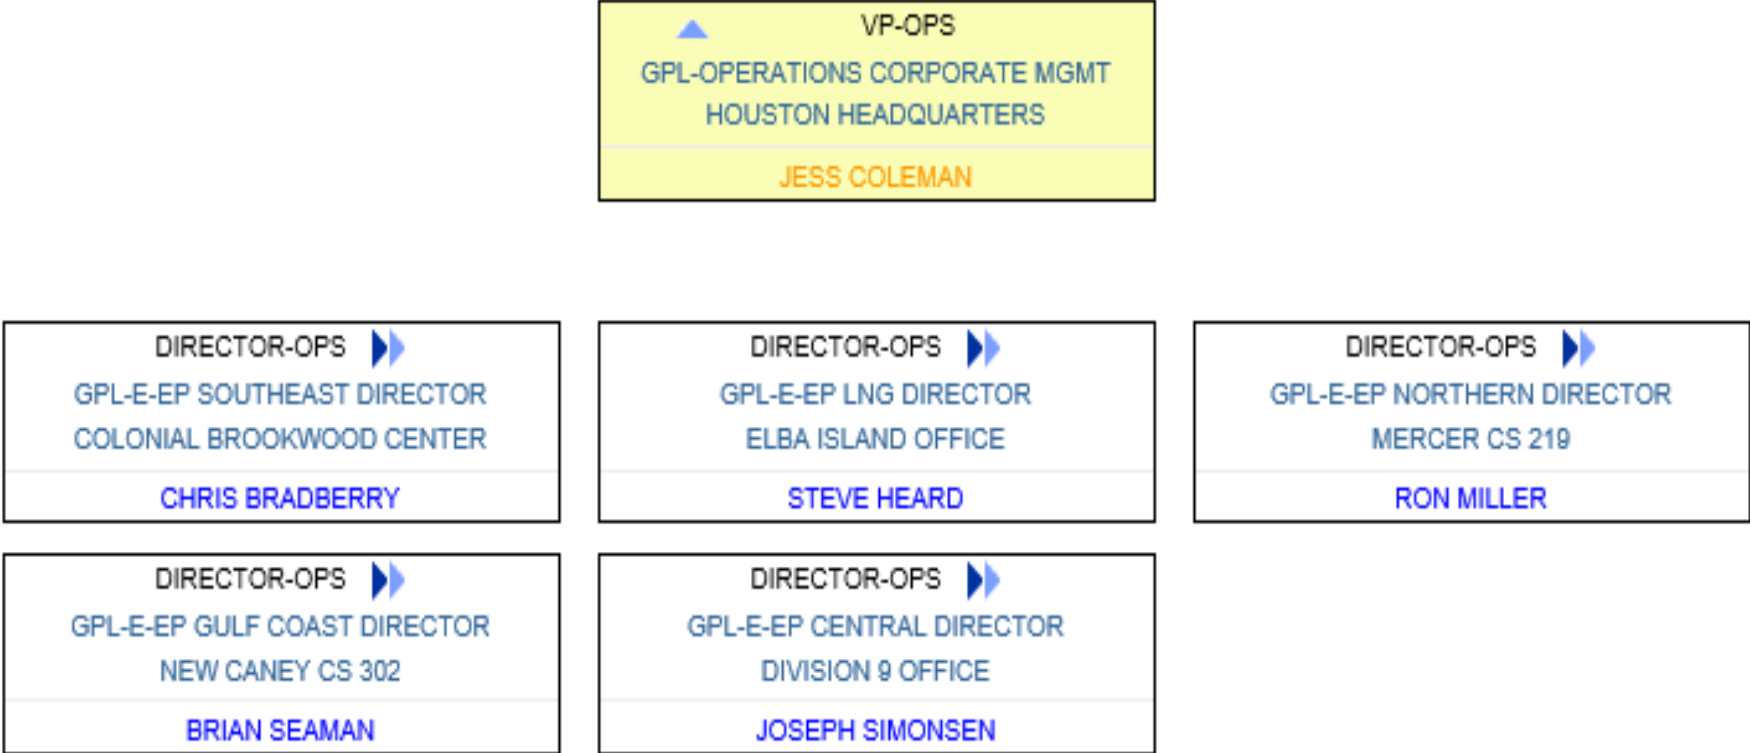 VP-OPS
GPL-OPERATIONS CORPORATE MGMT
HOUSTON HEADQUARTERS
JESS COLEMAN
DIRECTOR-OPS
GPL-E-EP SOUTHEAST DIRECTOR
COLONIAL BROOKWOOD CENTER
CHRIS BRADBERRY
DIRECTOR-OPS
GPL-E-EP LNG DIRECTOR
ELBA ISLAND OFFICE
STEVE HEARD
DIRECTOR-OPS
GPL-E-EP NORTHERN DIRECTOR
MERCER CS 219
RON MILLER
DIRECTOR-OPS
GPL-E-EP GULF COAST DIRECTOR
NEW CANEY CS 302
BRIAN SEAMAN
DIRECTOR-OPS
GPL-E-EP CENTRAL DIRECTOR
DIVISION 9 OFFICE
JOSEPH SIMONSEN